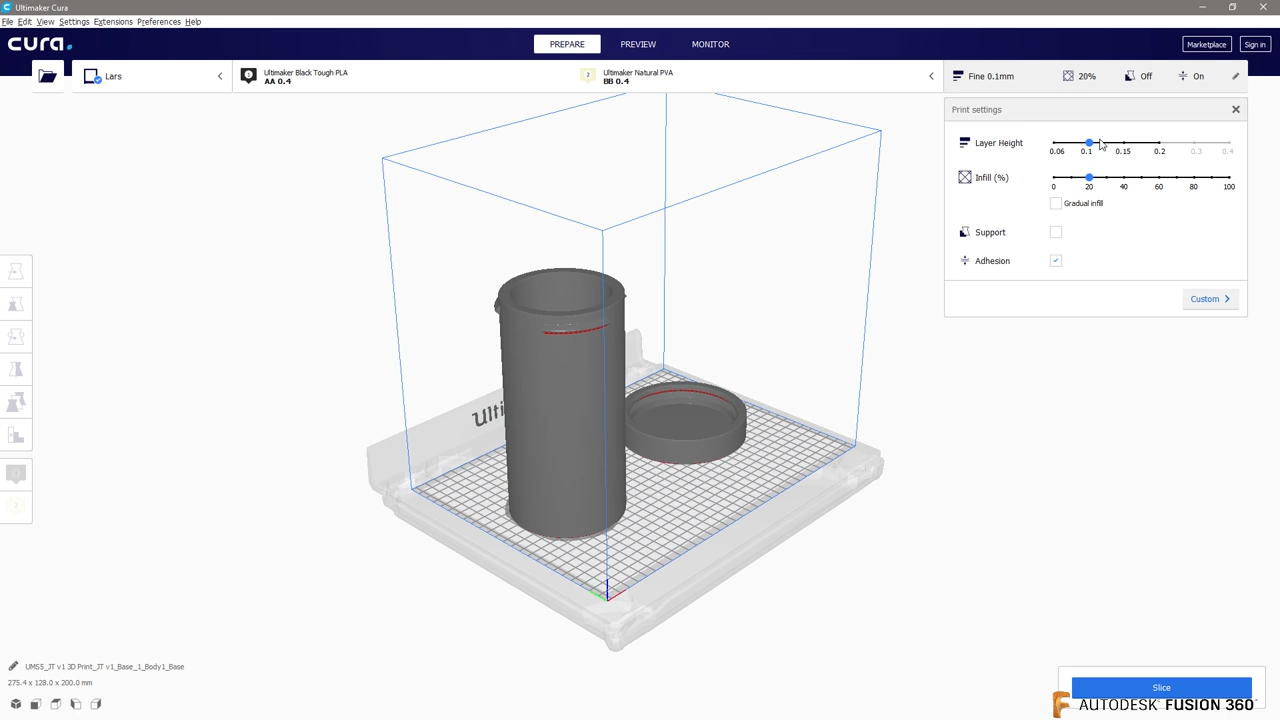 Ultimaker Cura
File Edit View Settings Extensions Preferences Help
cura.
PREPARE PREVIEW MONITOR
Marketplace Sign in
Lars
1 Ultimaker Black Tough PLA
AA 0.4
2 Ultimaker Natural PVA
BB 0.4
Fine 0.1mm 20% Off On
Print settings
Layer Height
0.06 0.1 0.15 0.2 0.3 0.4
Infill (%)
0 20 40 60 80 100
Gradual infill
Support
Adhesion
Custom
Ulti
UMS5_JT v1 3D Print_JT v1_Base_1_Body1_Base
275.4 x 128.0 x 200.0 mm
Slice
AUTODESK FUSION 360